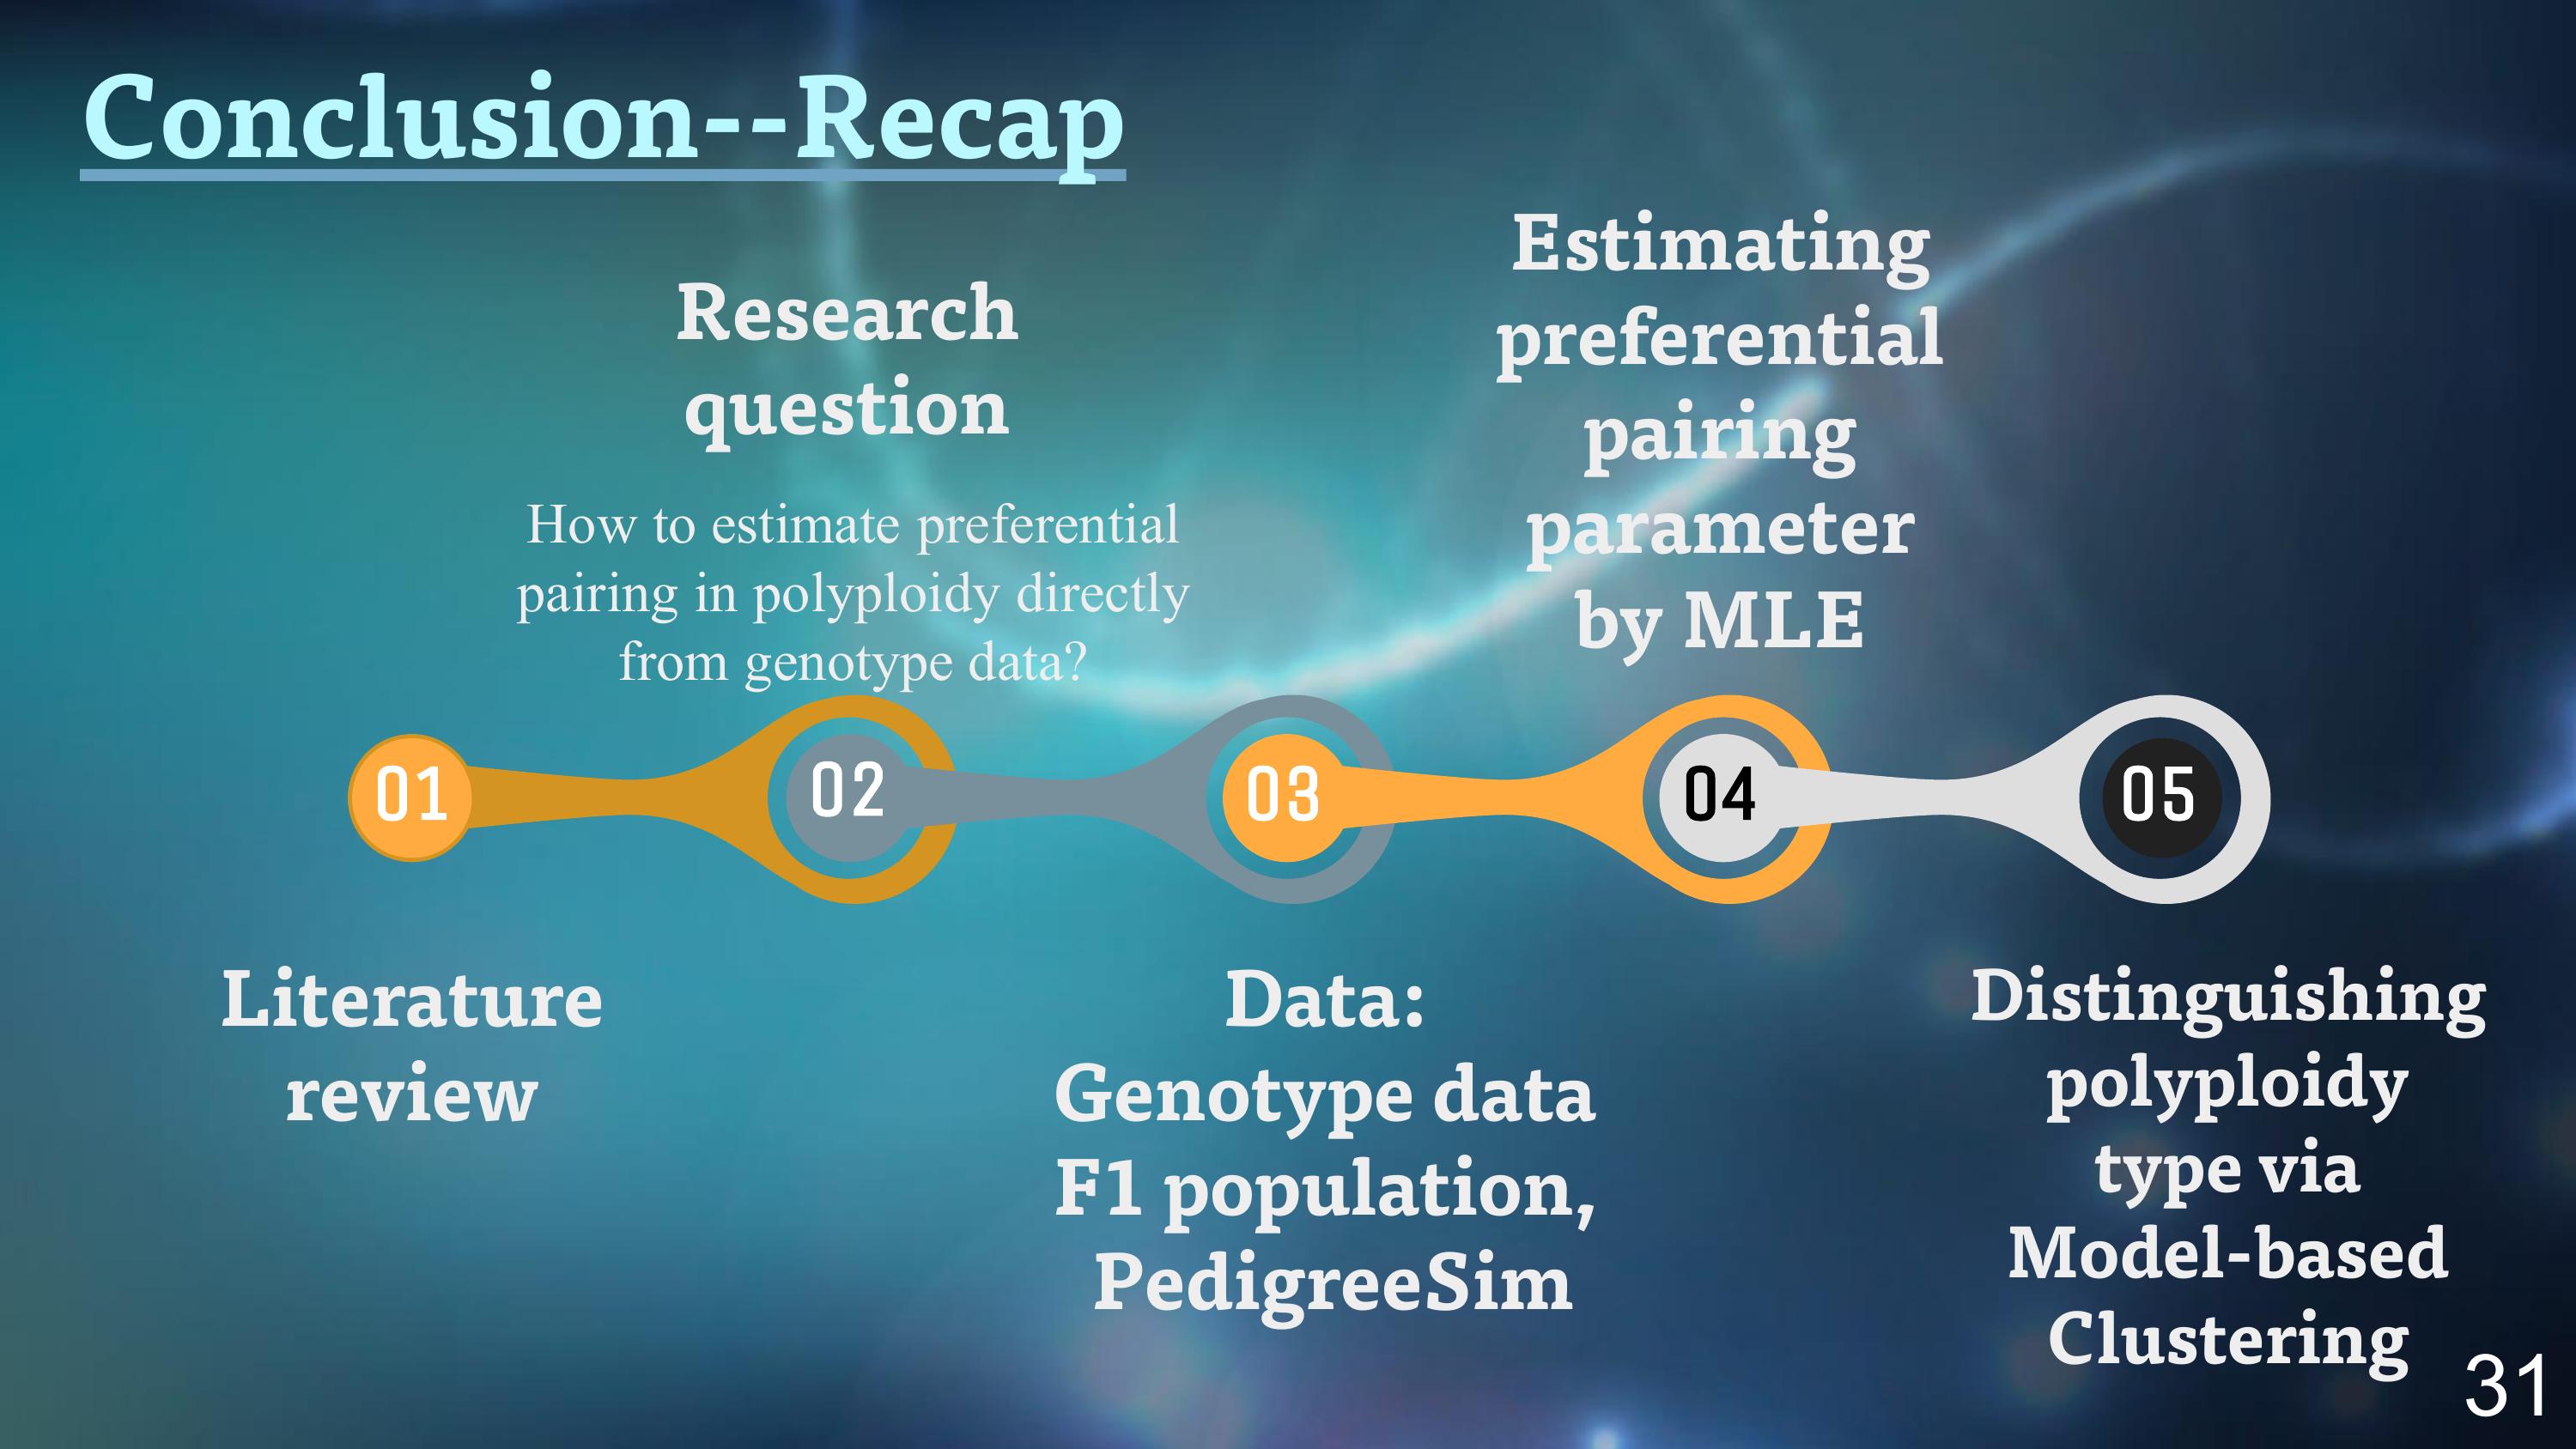 Conclusion--Recap
Research
question
How to estimate preferential
pairing in polyploidy directly
from genotype data?
Estimating
preferential
pairing
parameter
by MLE
01
02
03
04
05
Literature
review
Data:
Genotype data
F1 population,
PedigreeSim
Distinguishing
polyploidy
type via
Model-based
Clustering
31